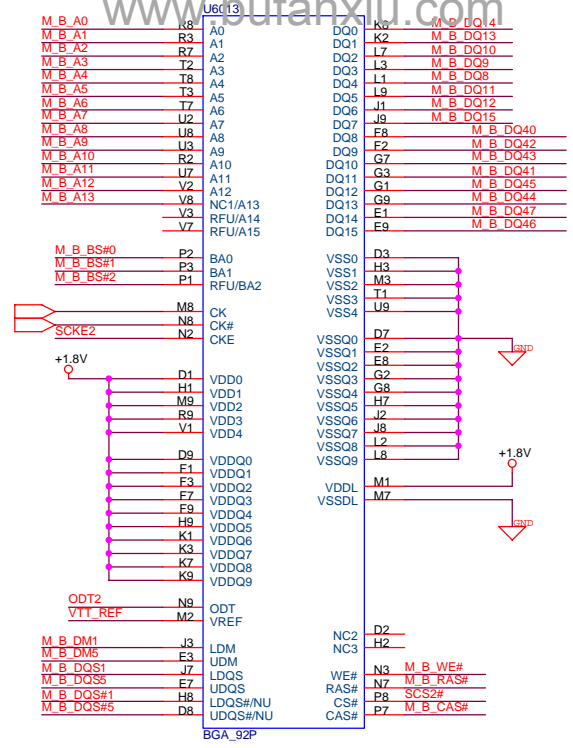 www.butanxiu.com
U6013
M_B_A0 R8 A0 DQ0 K8 M_B_DQ14
M_B_A1 R3 A1 DQ1 K2 M_B_DQ13
M_B_A2 R7 A2 DQ2 L7 M_B_DQ10
M_B_A3 T2 A3 DQ3 L3 M_B_DQ9
M_B_A4 T8 A4 DQ4 L1 M_B_DQ8
M_B_A5 T3 A5 DQ5 L9 M_B_DQ11
M_B_A6 T7 A6 DQ6 J1 M_B_DQ12
M_B_A7 U2 A7 DQ7 J9 M_B_DQ15
M_B_A8 U8 A8 DQ8 F8 M_B_DQ40
M_B_A9 U3 A9 DQ9 F2 M_B_DQ42
M_B_A10 R2 A10 DQ10 G7 M_B_DQ43
M_B_A11 U7 A11 DQ11 G3 M_B_DQ41
M_B_A12 V2 A12 DQ12 G1 M_B_DQ45
M_B_A13 V8 NC1/A13 DQ13 G9 M_B_DQ44
V3 RFU/A14 DQ14 E1 M_B_DQ47
V7 RFU/A15 DQ15 E9 M_B_DQ46
M_B_BS#0 P2 BA0 VSS0 D3
M_B_BS#1 P3 BA1 VSS1 H3
M_B_BS#2 P1 RFU/BA2 VSS2 M3
VSS3 T1
M8 CK VSS4 U9
N8 CK#
SCKE2 N2 CKE VSSQ0 D7
VSSQ1 E2 GND
+1.8V VSSQ2 E8
D1 VDD0 VSSQ3 G2
H1 VDD1 VSSQ4 G8
M9 VDD2 VSSQ5 H7
R9 VDD3 VSSQ6 J2
V1 VDD4 VSSQ7 J8
VSSQ8 L2
D9 VDDQ0 VSSQ9 L8 +1.8V
F1 VDDQ1
F3 VDDQ2 VDDL M1
F7 VDDQ3 VSSDL M7
F9 VDDQ4
H9 VDDQ5 GND
K1 VDDQ6
K3 VDDQ7
K7 VDDQ8
K9 VDDQ9
ODT2 N9 ODT
VTT_REF M2 VREF
NC2 D2
M_B_DM1 J3 LDM NC3 H2
M_B_DM5 E3 UDM
M_B_DQS1 J7 LDQS WE# N3 M_B_WE#
M_B_DQS5 E7 UDQS RAS# N7 M_B_RAS#
M_B_DQS#1 H8 LDQS#/NU CS# P8 SCS2#
M_B_DQS#5 D8 UDQS#/NU CAS# P7 M_B_CAS#
BGA_92P